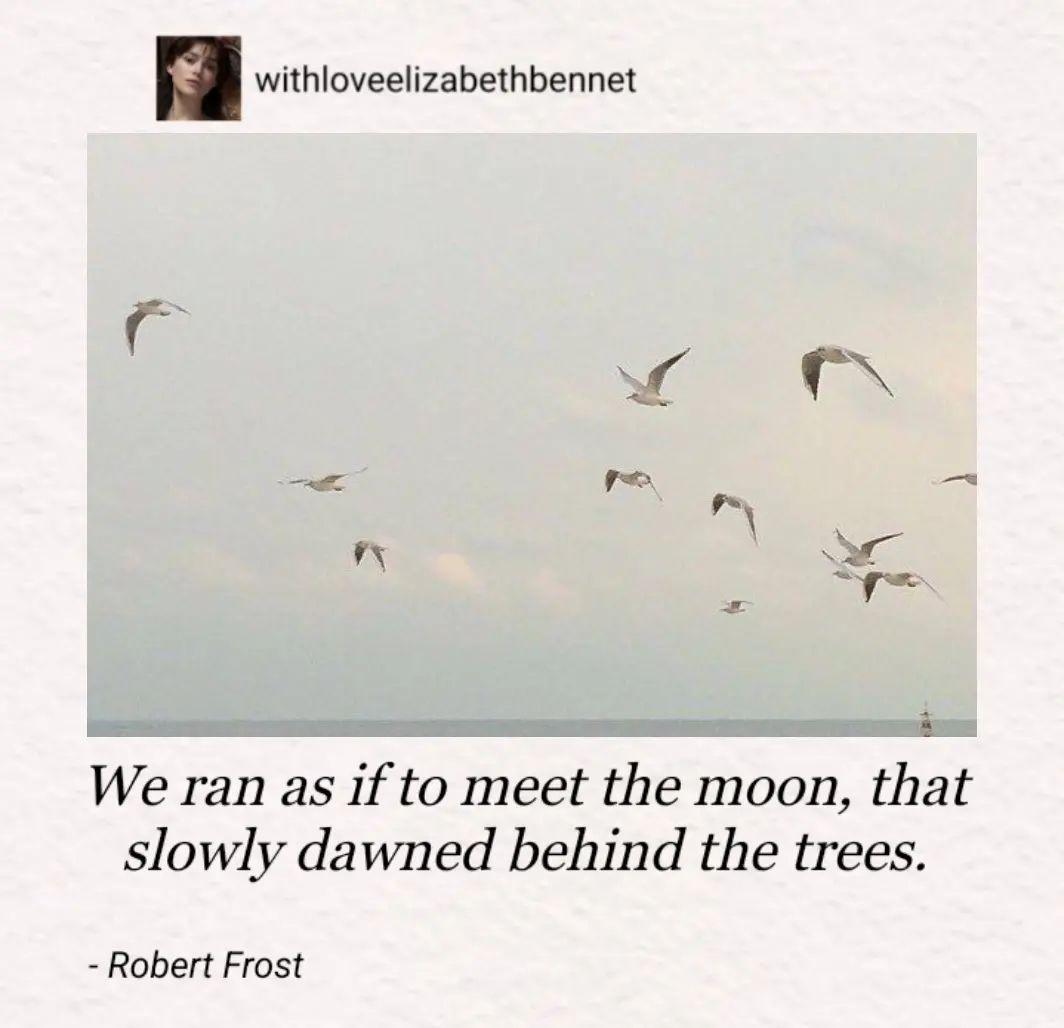 withloveelizabethbennet
We ran as if to meet the moon, that
slowly dawned behind the trees.
- Robert Frost